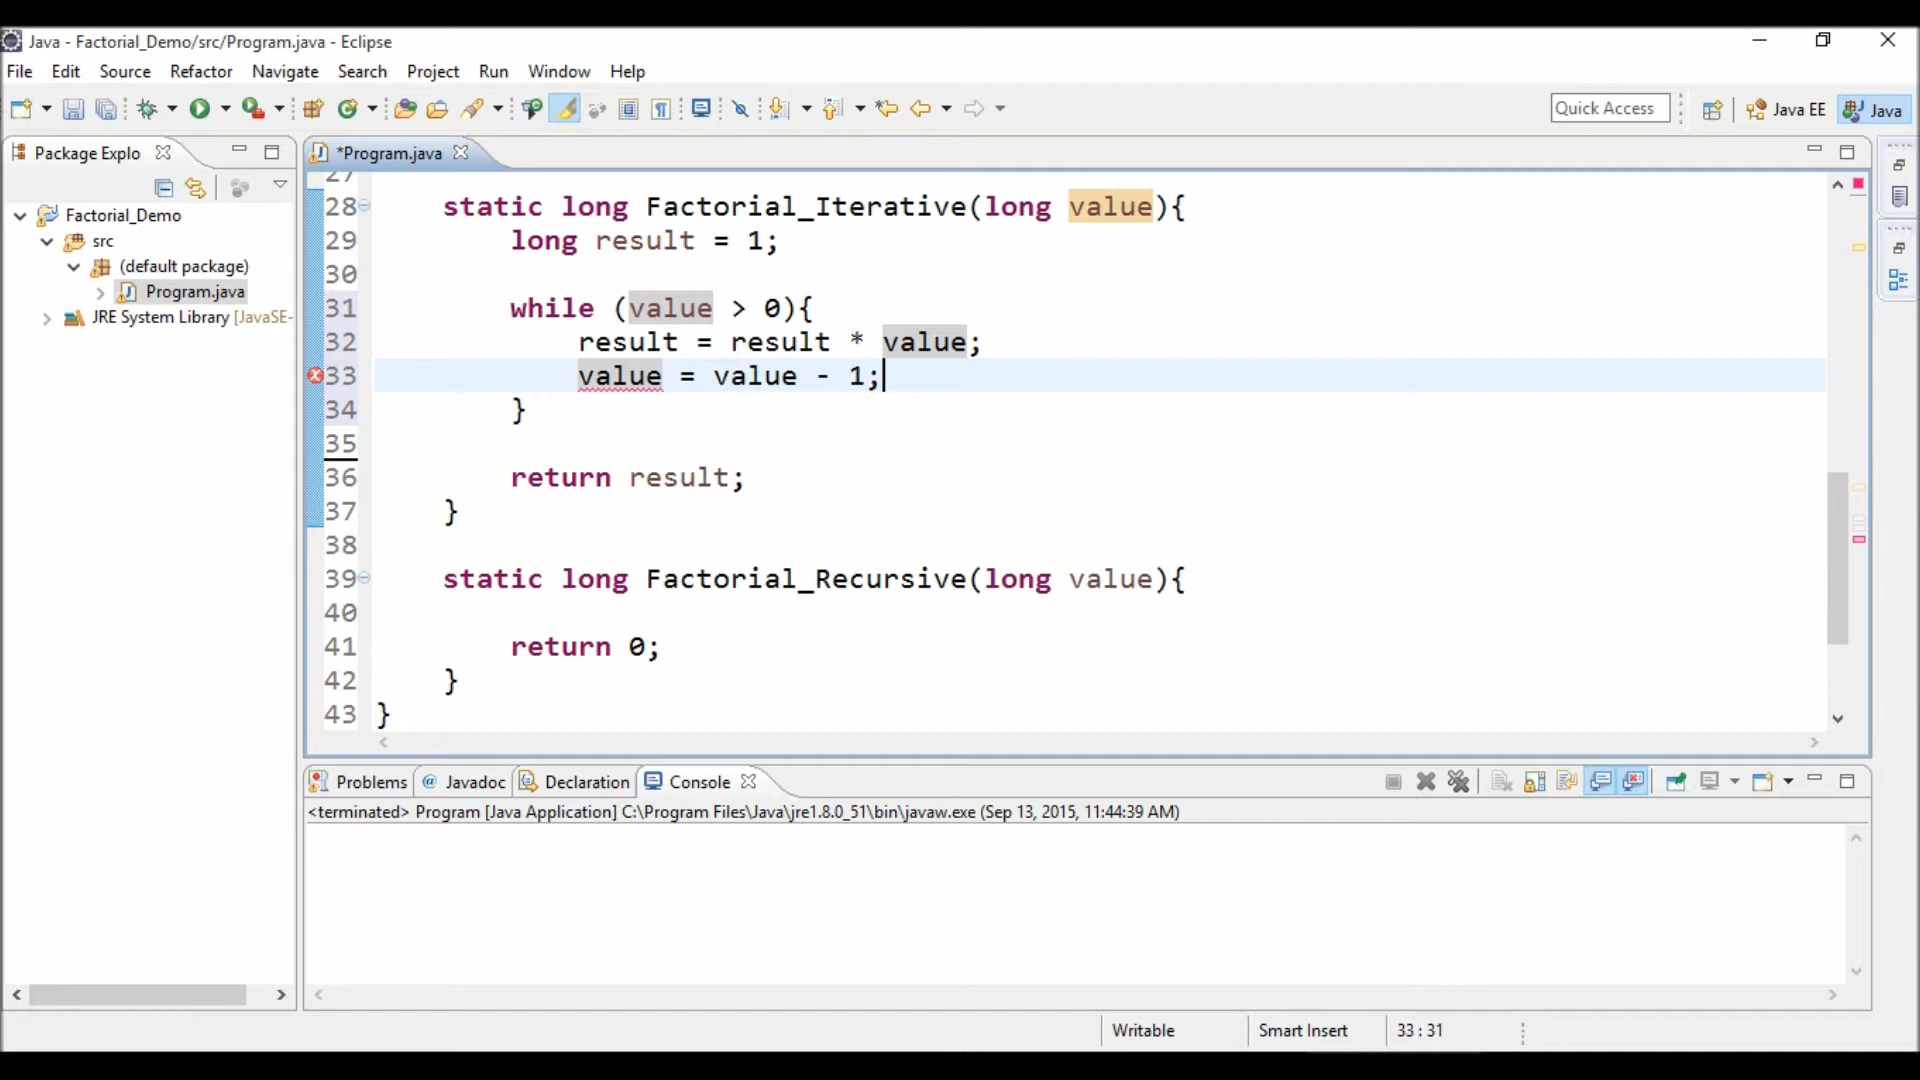 Java - Factorial_Demo/src/Program.java - Eclipse
File Edit Source Refactor Navigate Search Project Run Window Help
Quick Access Java EE Java
Package Explo *Program.java
Factorial_Demo
src
(default package)
Program.java
JRE System Library [JavaSE-
27
28 static long Factorial_Iterative(long value){
29 long result = 1;
30
31 while (value > 0){
32 result = result * value;
33 value = value - 1;
34 }
35
36 return result;
37 }
38
39 static long Factorial_Recursive(long value){
40
41 return 0;
42 }
43 }
Problems @ Javadoc Declaration Console
<terminated> Program [Java Application] C:\Program Files\Java\jre1.8.0_51\bin\javaw.exe (Sep 13, 2015, 11:44:39 AM)
Writable Smart Insert 33 : 31